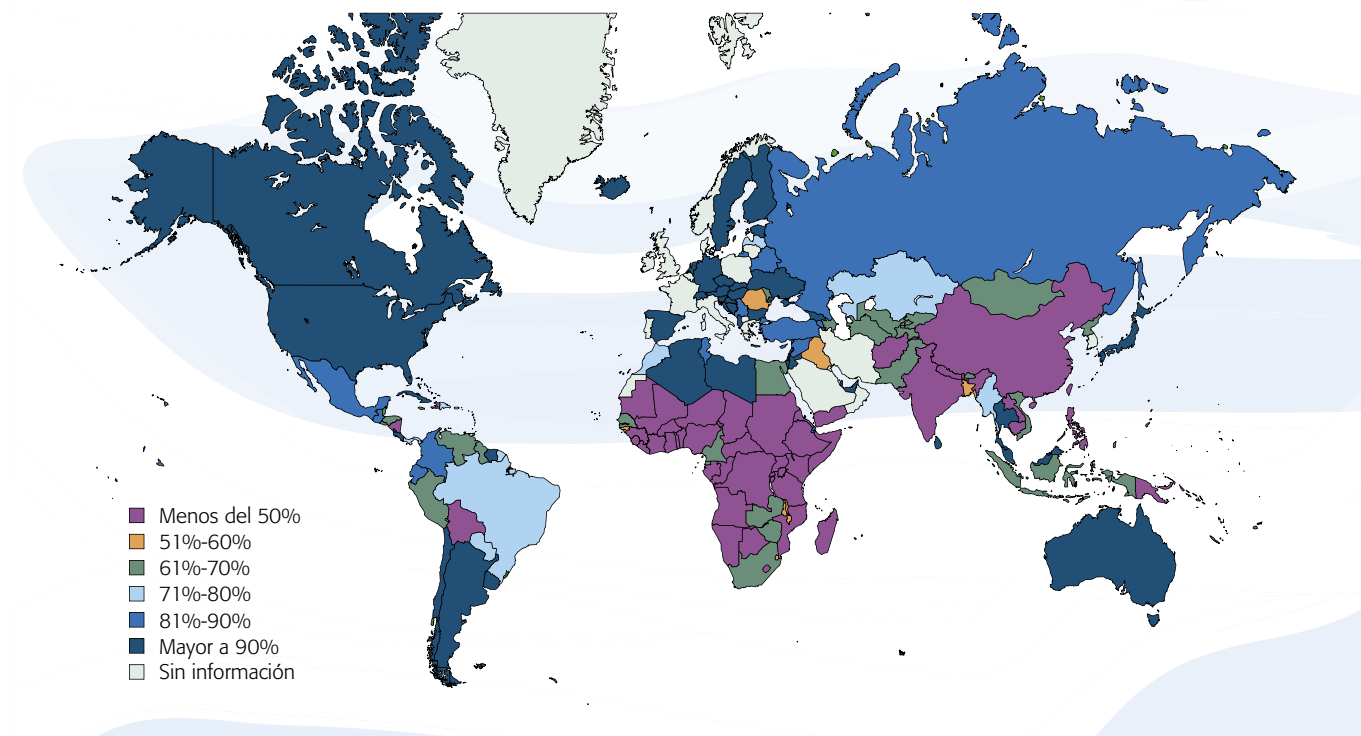 Menos del 50%
51%-60%
61%-70%
71%-80%
81%-90%
Mayor a 90%
Sin información